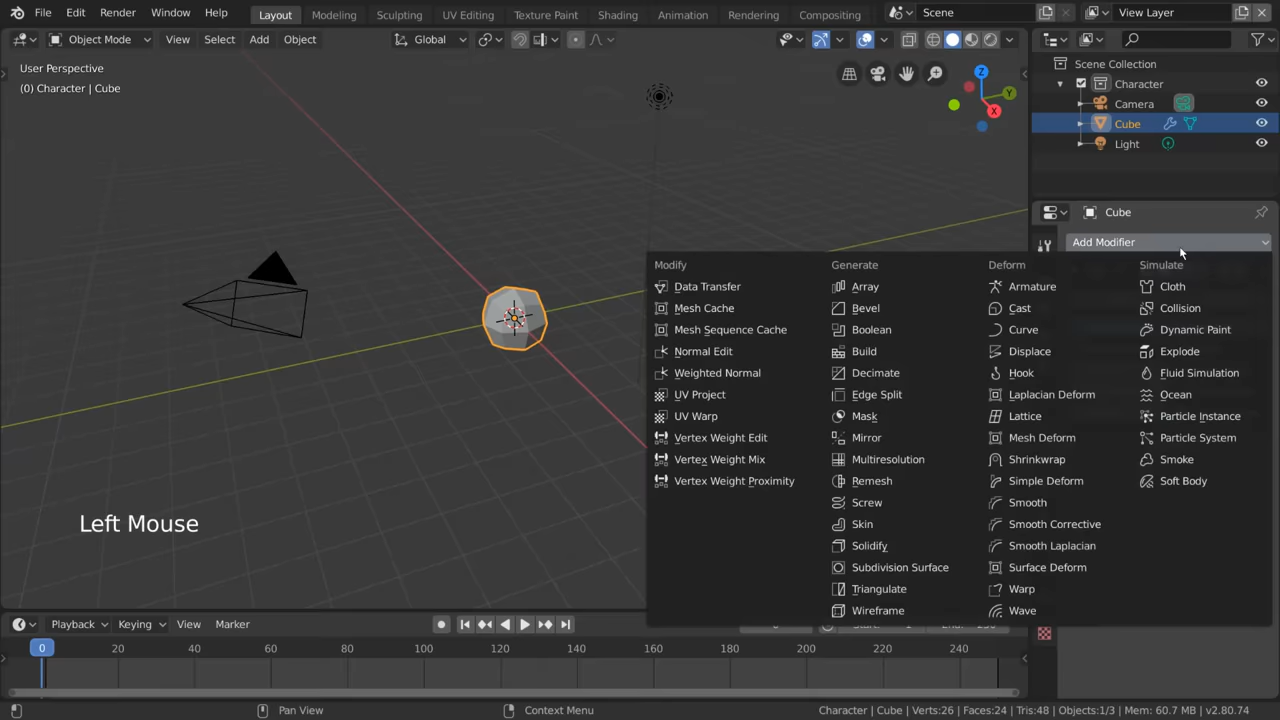 File Edit Render Window Help Layout Modeling Sculpting UV Editing Texture Paint Shading Animation Rendering Compositing Scene View Layer
Object Mode View Select Add Object Global
User Perspective
(0) Character | Cube
Z
Y
X
Scene Collection
Character
Camera
Cube
Light
Cube
Add Modifier
Modify
Data Transfer
Mesh Cache
Mesh Sequence Cache
Normal Edit
Weighted Normal
UV Project
UV Warp
Vertex Weight Edit
Vertex Weight Mix
Vertex Weight Proximity
Generate
Array
Bevel
Boolean
Build
Decimate
Edge Split
Mask
Mirror
Multiresolution
Remesh
Screw
Skin
Solidify
Subdivision Surface
Triangulate
Wireframe
Deform
Armature
Cast
Curve
Displace
Hook
Laplacian Deform
Lattice
Mesh Deform
Shrinkwrap
Simple Deform
Smooth
Smooth Corrective
Smooth Laplacian
Surface Deform
Warp
Wave
Simulate
Cloth
Collision
Dynamic Paint
Explode
Fluid Simulation
Ocean
Particle Instance
Particle System
Smoke
Soft Body
Left Mouse
Playback Keying View Marker
0 20 40 60 80 100 120 140 160 180 200 220 240
Pan View Context Menu Character | Cube | Verts:26 | Faces:24 | Tris:48 | Objects:1/3 | Mem: 60.7 MB | v2.80.74